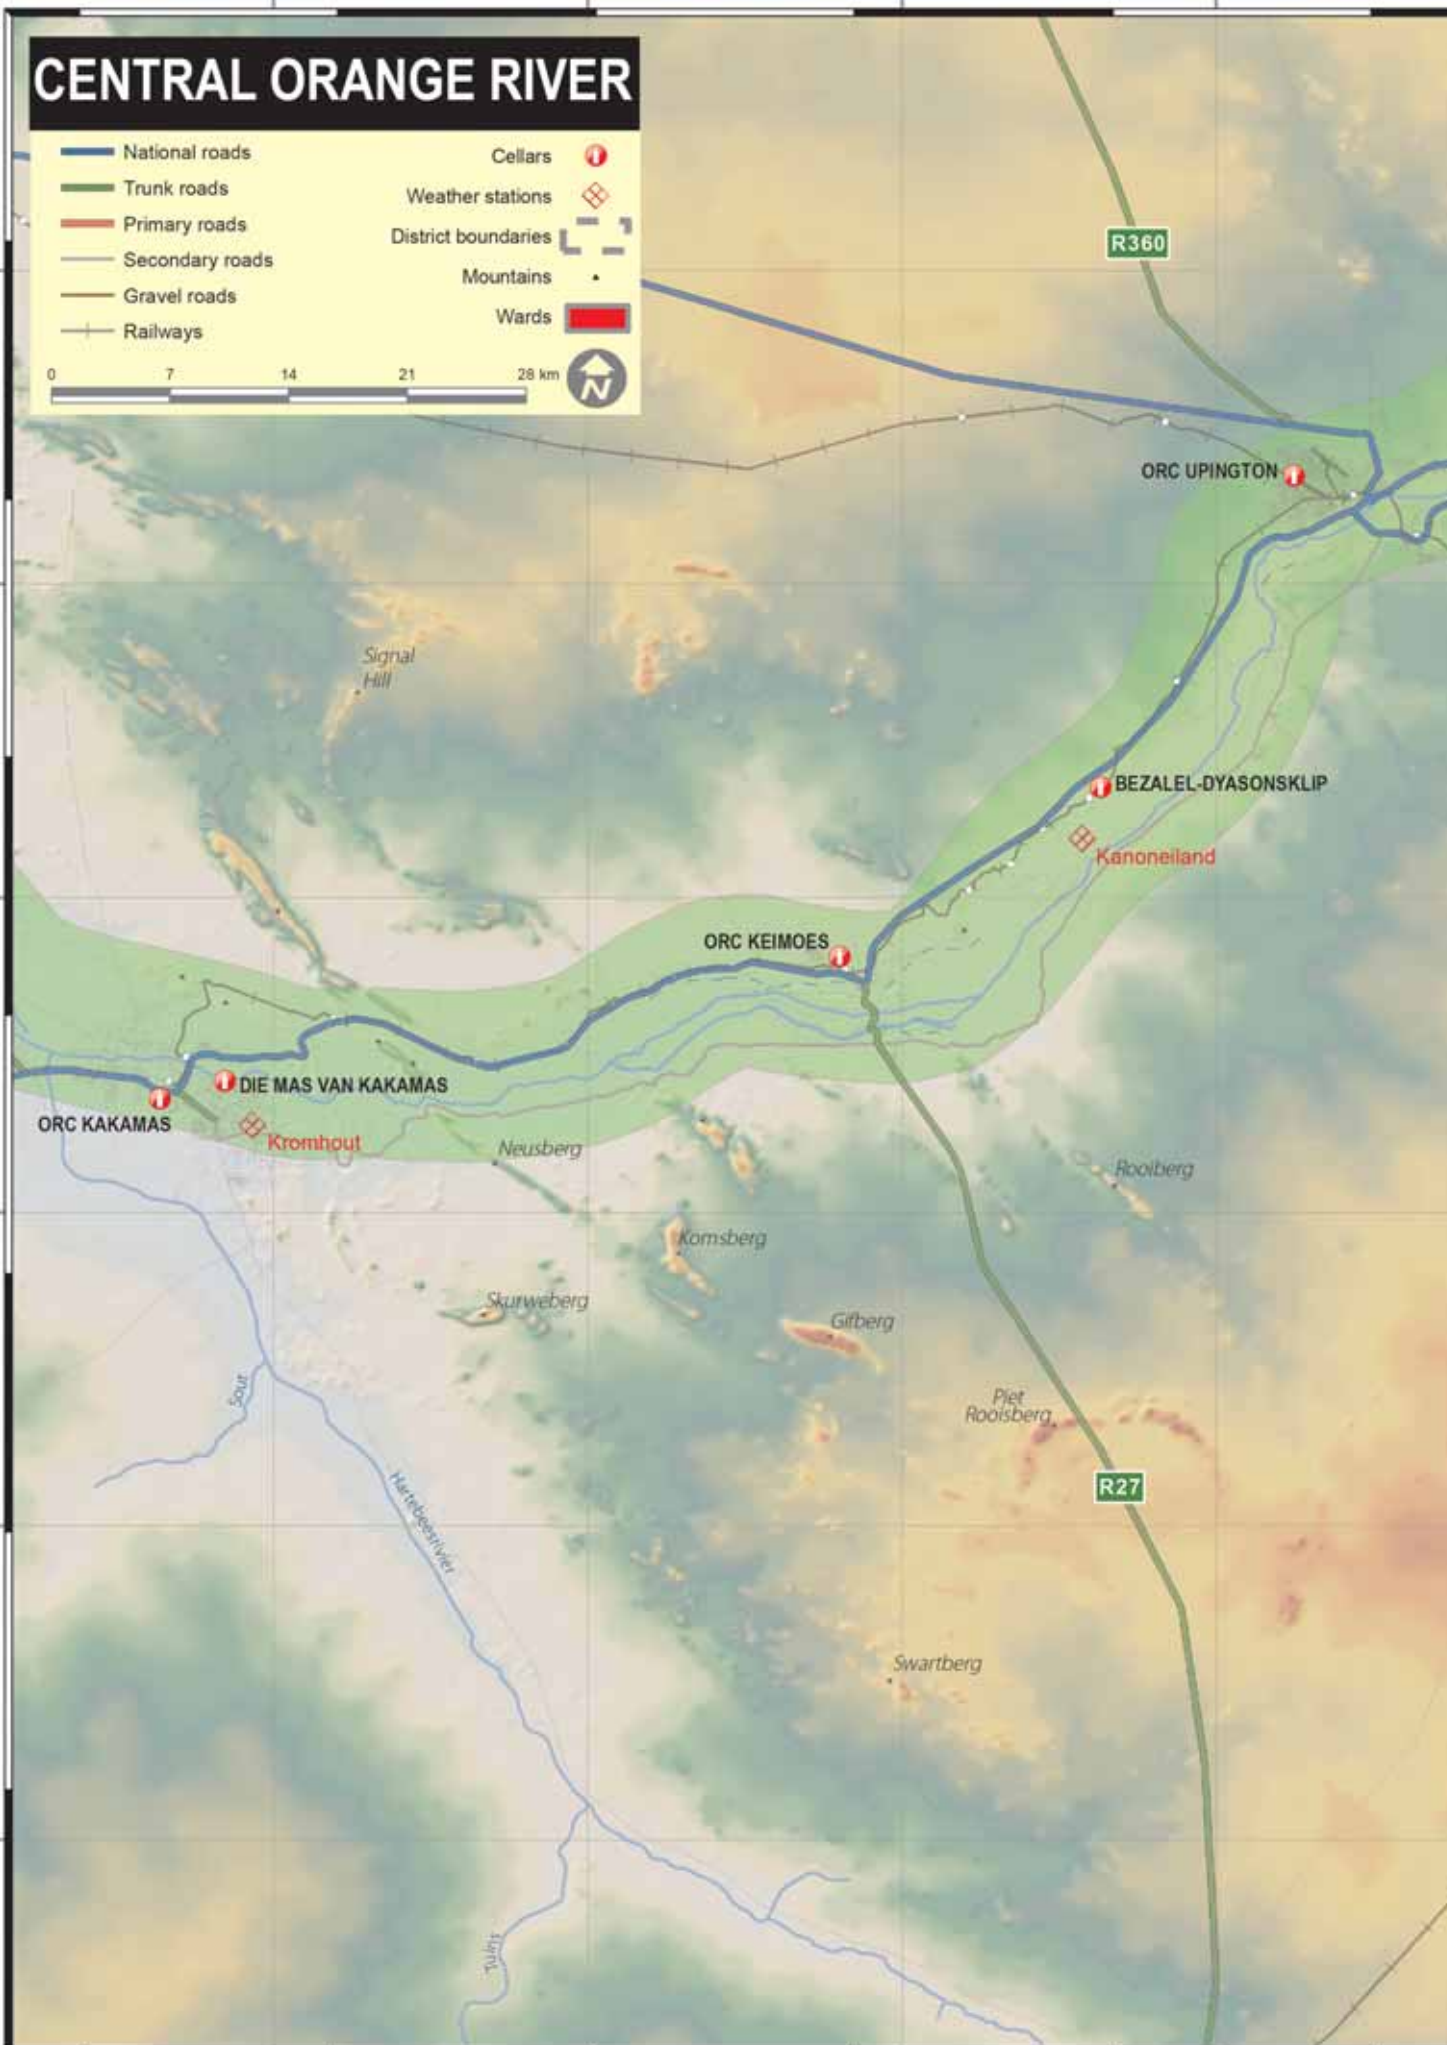 CENTRAL ORANGE RIVER
National roads
Trunk roads
Primary roads
Secondary roads
Gravel roads
Railways
Cellars
Weather stations
District boundaries
Mountains
Wards
0 7 14 21 28 km
N
R360
ORC UPINGTON
Signal
Hill
BEZALEL-DYASONSKLIP
Kanoneiland
ORC KEIMOES
DIE MAS VAN KAKAMAS
ORC KAKAMAS
Kromhout
Neusberg
Rooiberg
Komsberg
Skurweberg
Gifberg
Sout
Piet
Rooisberg
Hartebeesrivier
R27
Swartberg
Tuins